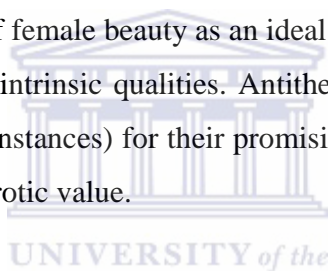 f female beauty as an ideal
intrinsic qualities. Antithe
nstances) for their promisi
rotic value.
UNIVERSITY of the